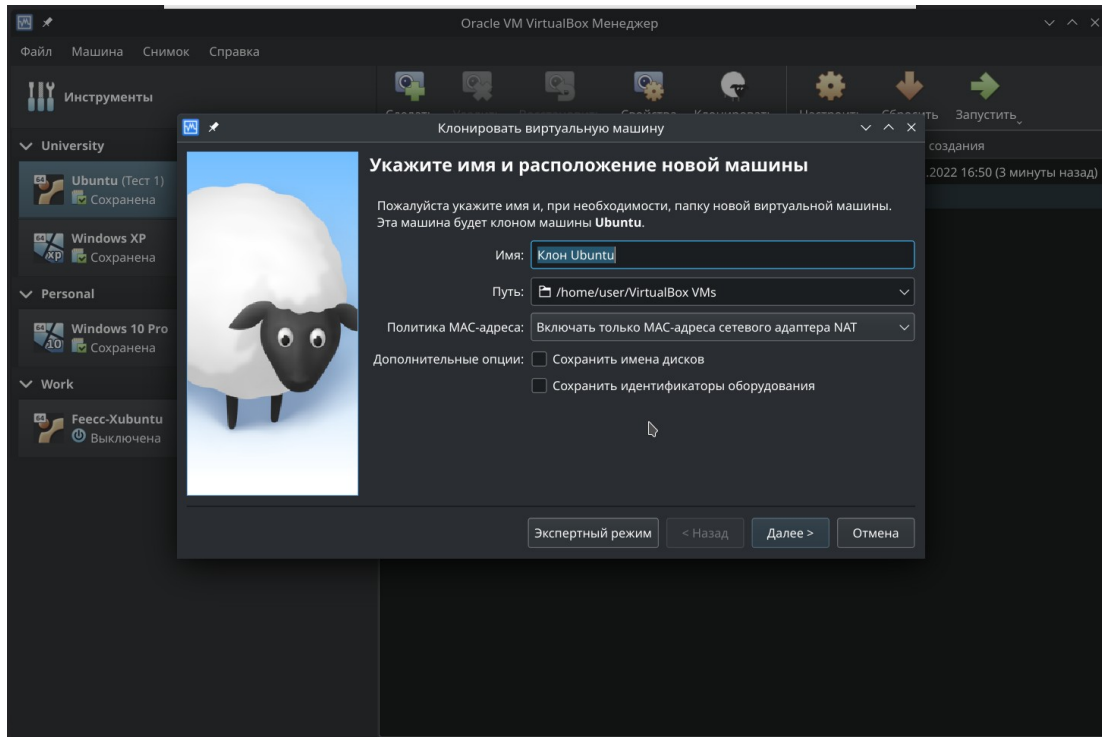 Oracle VM VirtualBox Менеджер
Файл Машина Снимок Справка
Инструменты
Запустить
Клонировать виртуальную машину
University
создания
Ubuntu (Тест 1)
Сохранена
.2022 16:50 (3 минуты назад)
Windows XP
Сохранена
Personal
Windows 10 Pro
Сохранена
Work
Feecc-Xubuntu
Выключена
Укажите имя и расположение новой машины
Пожалуйста укажите имя и, при необходимости, папку новой виртуальной машины.
Эта машина будет клоном машины Ubuntu.
Имя: Клон Ubuntu
Путь: /home/user/VirtualBox VMs
Политика MAC-адреса: Включать только MAC-адреса сетевого адаптера NAT
Дополнительные опции: Сохранить имена дисков
Сохранить идентификаторы оборудования
Экспертный режим < Назад Далее > Отмена